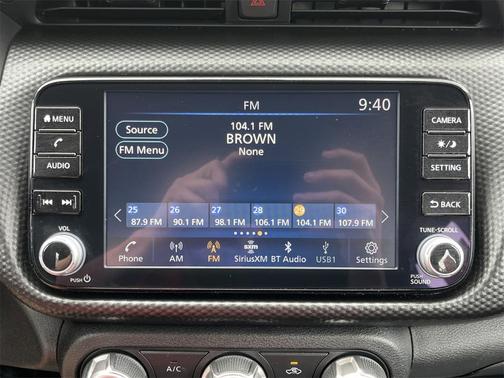 FM 9:40
MENU
CAMERA
Source
104.1 FM
BROWN
None
FM Menu
AUDIO
SETTING
BACK
25 26 27 28 29 30
87.9 FM 90.1 FM 98.1 FM 106.1 FM 104.1 FM 107.9 FM
VOL
TUNE•SCROLL
sxm
Phone AM FM SiriusXM BT Audio USB1 Settings
PUSH
PUSH SOUND
A/C